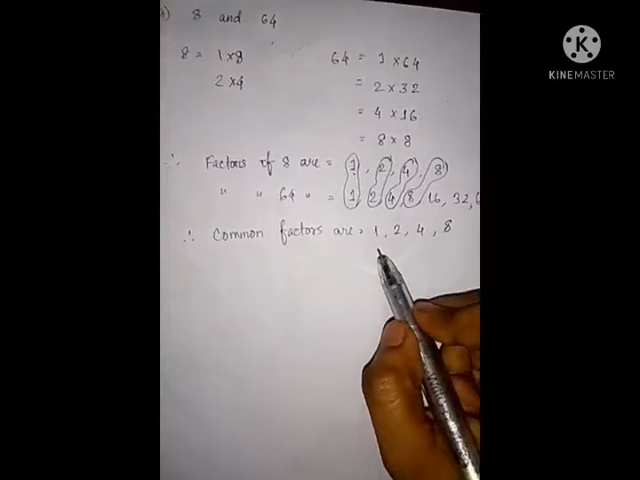 8 and 64
8 = 1 x 8
2 x 4
64 = 1 x 64
= 2 x 32
= 4 x 16
= 8 x 8
∴ Factors of 8 are = 1, 2, 4, 8
" " 64 " = 1, 2, 4, 8, 16, 32,
∴ Common factors are = 1, 2, 4, 8
KINEMASTER